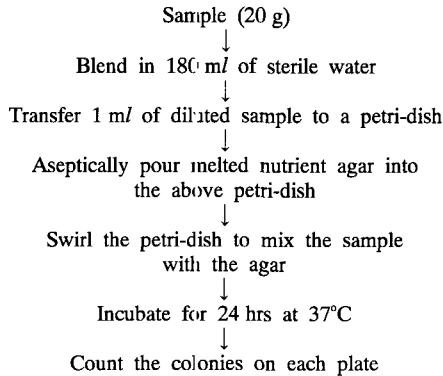 Sample (20 g)
Blend in 180 ml of sterile water
Transfer 1 ml of diluted sample to a petri-dish
Aseptically pour melted nutrient agar into
the above petri-dish
Swirl the petri-dish to mix the sample
with the agar
Incubate for 24 hrs at 37°C
Count the colonies on each plate